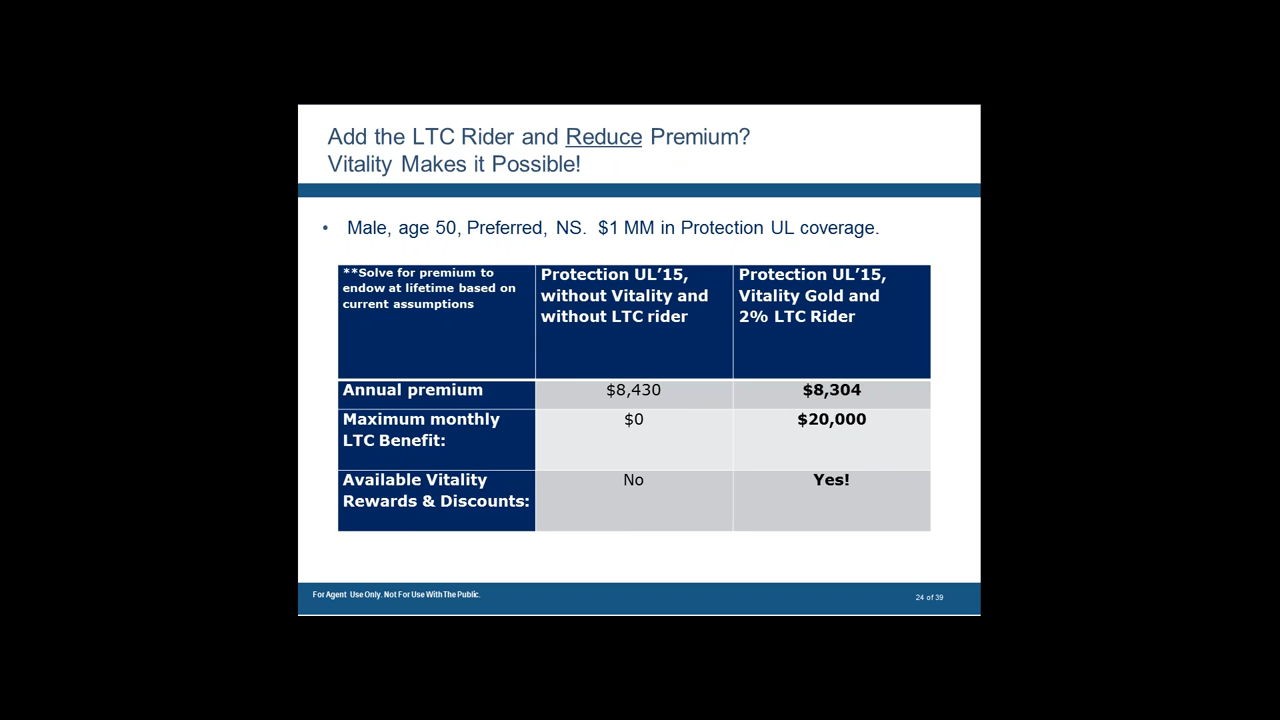 Add the LTC Rider and Reduce Premium?
Vitality Makes it Possible!
• Male, age 50, Preferred, NS.  $1 MM in Protection UL coverage.
**Solve for premium to
endow at lifetime based on
current assumptions
Protection UL’15,
without Vitality and
without LTC rider
Protection UL’15,
Vitality Gold and
2% LTC Rider
Annual premium
$8,430
$8,304
Maximum monthly
LTC Benefit:
$0
$20,000
Available Vitality
Rewards & Discounts:
No
Yes!
For Agent Use Only. Not For Use With The Public.
24 of 39